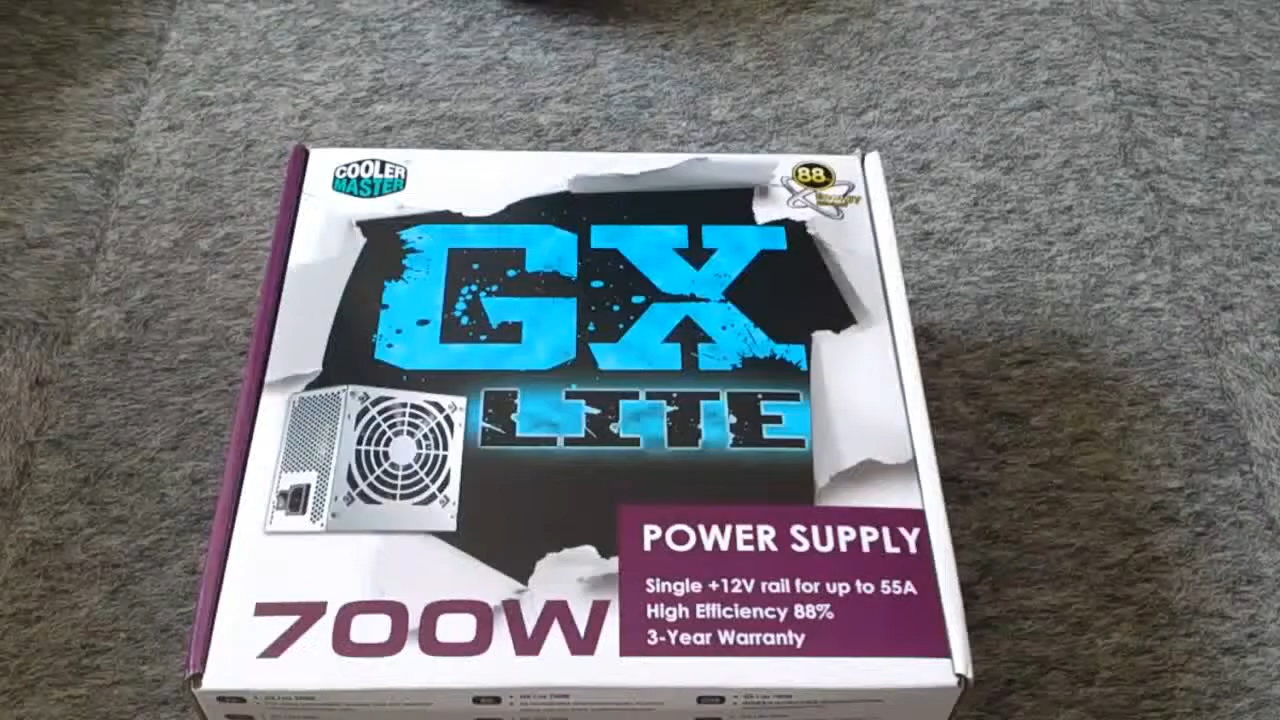 COOLER
MASTER
88
GX
LITE
POWER SUPPLY
Single +12V rail for up to 55A
High Efficiency 88%
3-Year Warranty
700W